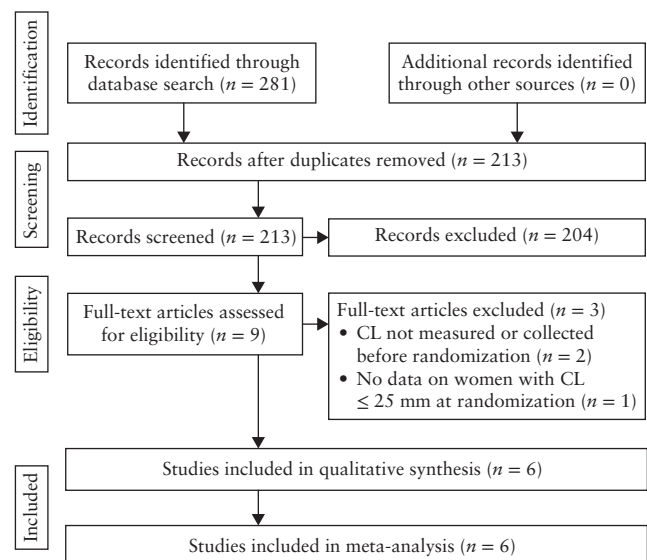 Identification
Records identified through
database search (n = 281)
Additional records identified
through other sources (n = 0)
Screening
Records after duplicates removed (n = 213)
Records screened (n = 213)
Records excluded (n = 204)
Eligibility
Full-text articles assessed
for eligibility (n = 9)
Full-text articles excluded (n = 3)
• CL not measured or collected
before randomization (n = 2)
• No data on women with CL
≤ 25 mm at randomization (n = 1)
Included
Studies included in qualitative synthesis (n = 6)
Studies included in meta-analysis (n = 6)